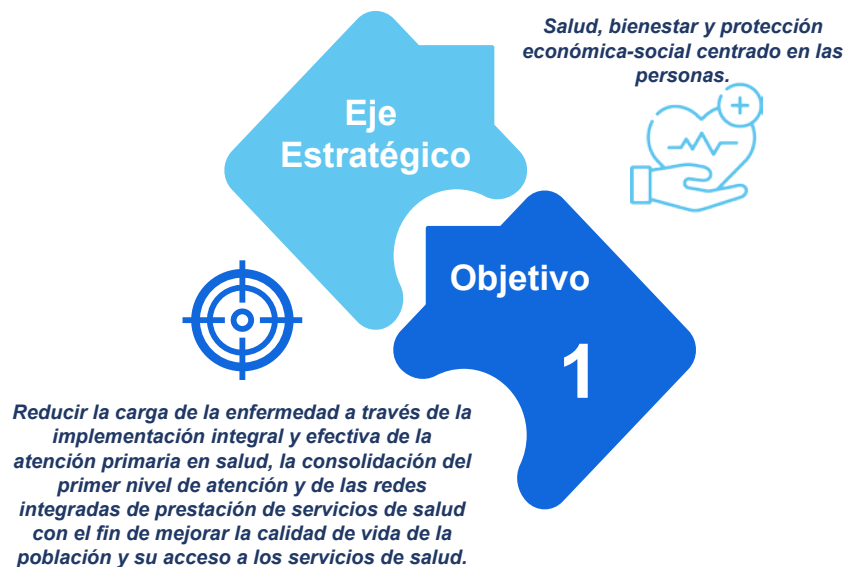 Salud, bienestar y protección
económica-social centrado en las
personas.
Eje
Estratégico
Objetivo
1
Reducir la carga de la enfermedad a través de la
implementación integral y efectiva de la
atención primaria en salud, la consolidación del
primer nivel de atención y de las redes
integradas de prestación de servicios de salud
con el fin de mejorar la calidad de vida de la
población y su acceso a los servicios de salud.